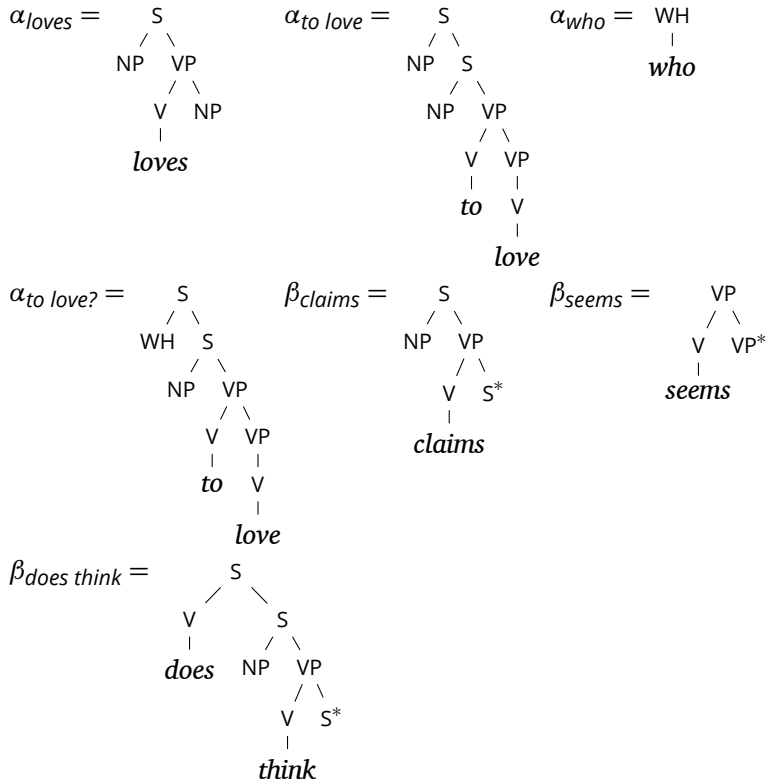 α_loves = S α_to love = S α_who = WH
NP VP NP S who
V NP NP VP
loves V VP
to V
love
α_to love? = S β_claims = S β_seems = VP
WH S NP VP V VP*
NP VP V S* seems
V VP claims
to V
love
β_does think = S
V S
does NP VP
V S*
think